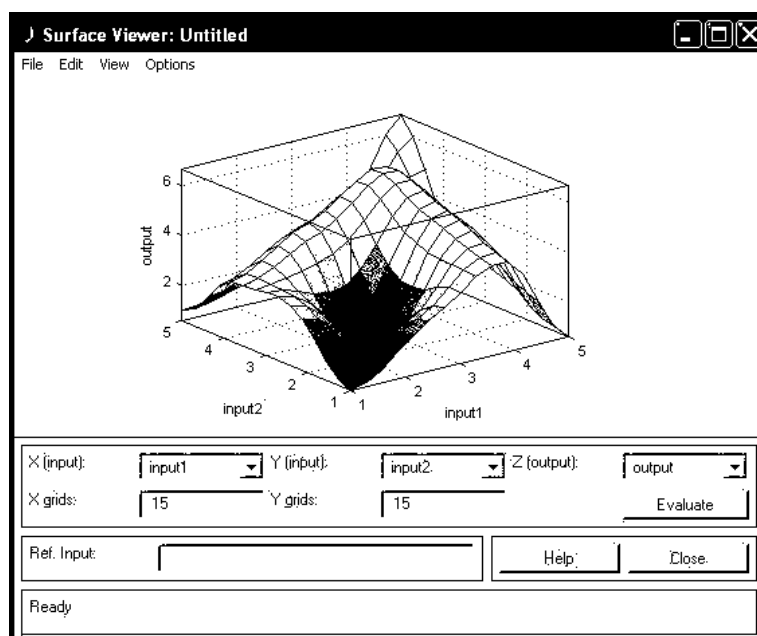 Surface Viewer: Untitled
File Edit View Options
output
6
4
2
5
4
3
2
1
1
2
3
4
5
input2
input1
X (input): input1 Y (input): input2 Z (output): output
X grids: 15 Y grids: 15 Evaluate
Ref. Input: Help Close
Ready